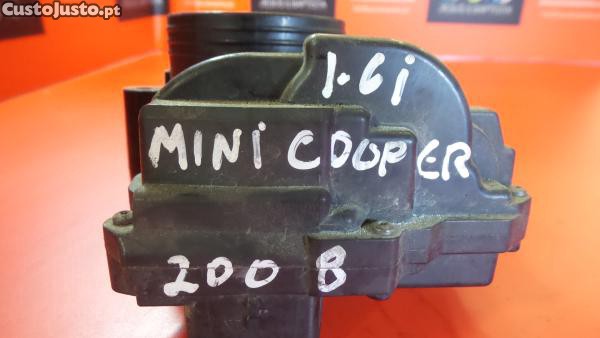 CustoJusto.pt
1.6i
MINI COOPER
2008